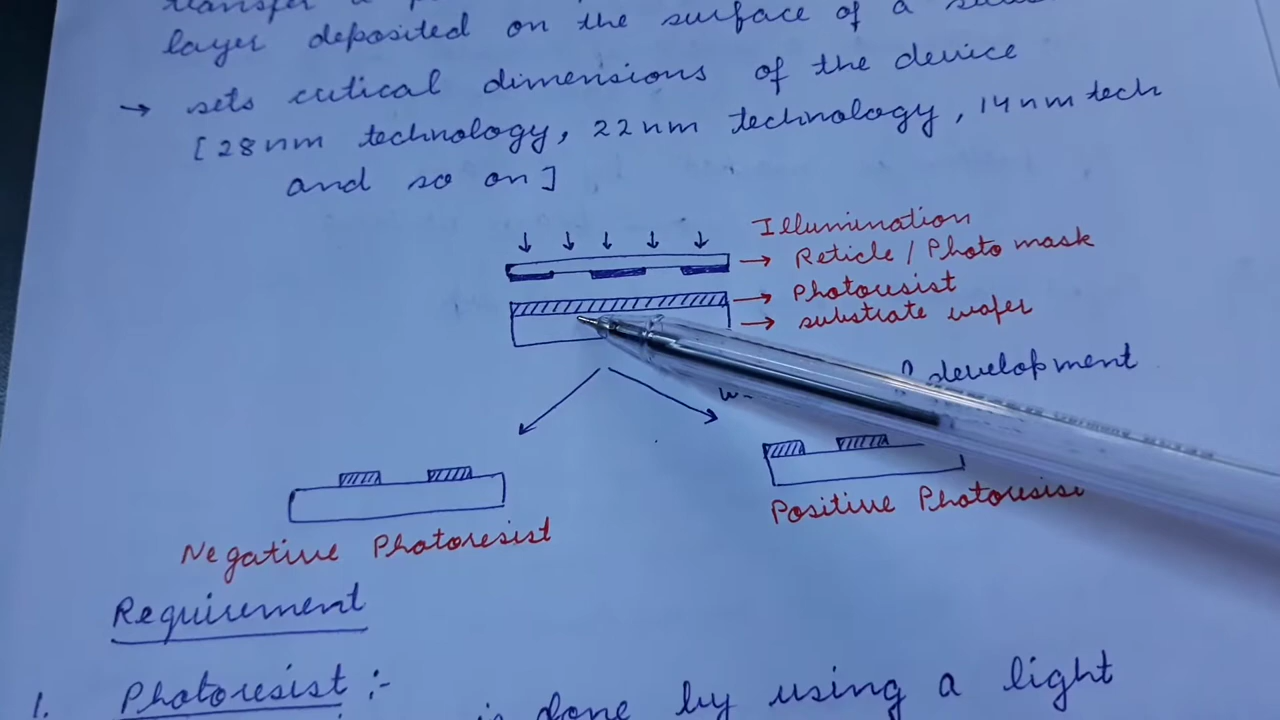 transfer a
layer deposited on the surface of a
→ sets critical dimensions of the device
[28nm technology, 22nm technology, 14nm tech
and so on]
Illumination
→ Reticle / Photo mask
→ Photoresist
→ substrate wafer
development
Negative Photoresist
Positive Photoresist
Requirement
1. Photoresist :-
is done by using a light